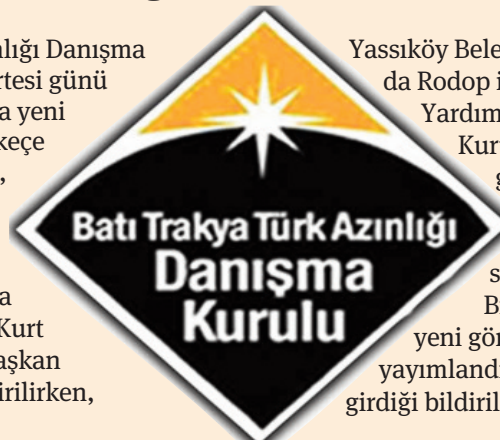 nlığı Danışma
rtesi günü
a yeni
keçe
,
a
Kurt
aşkan
irilirken,
Batı Trakya Türk Azınlığı
Danışma
Kurulu
Yassıköy Bele
da Rodop i
Yardım
Kur
g
s
B
yeni gör
yayımlandı
girdiği bildiril